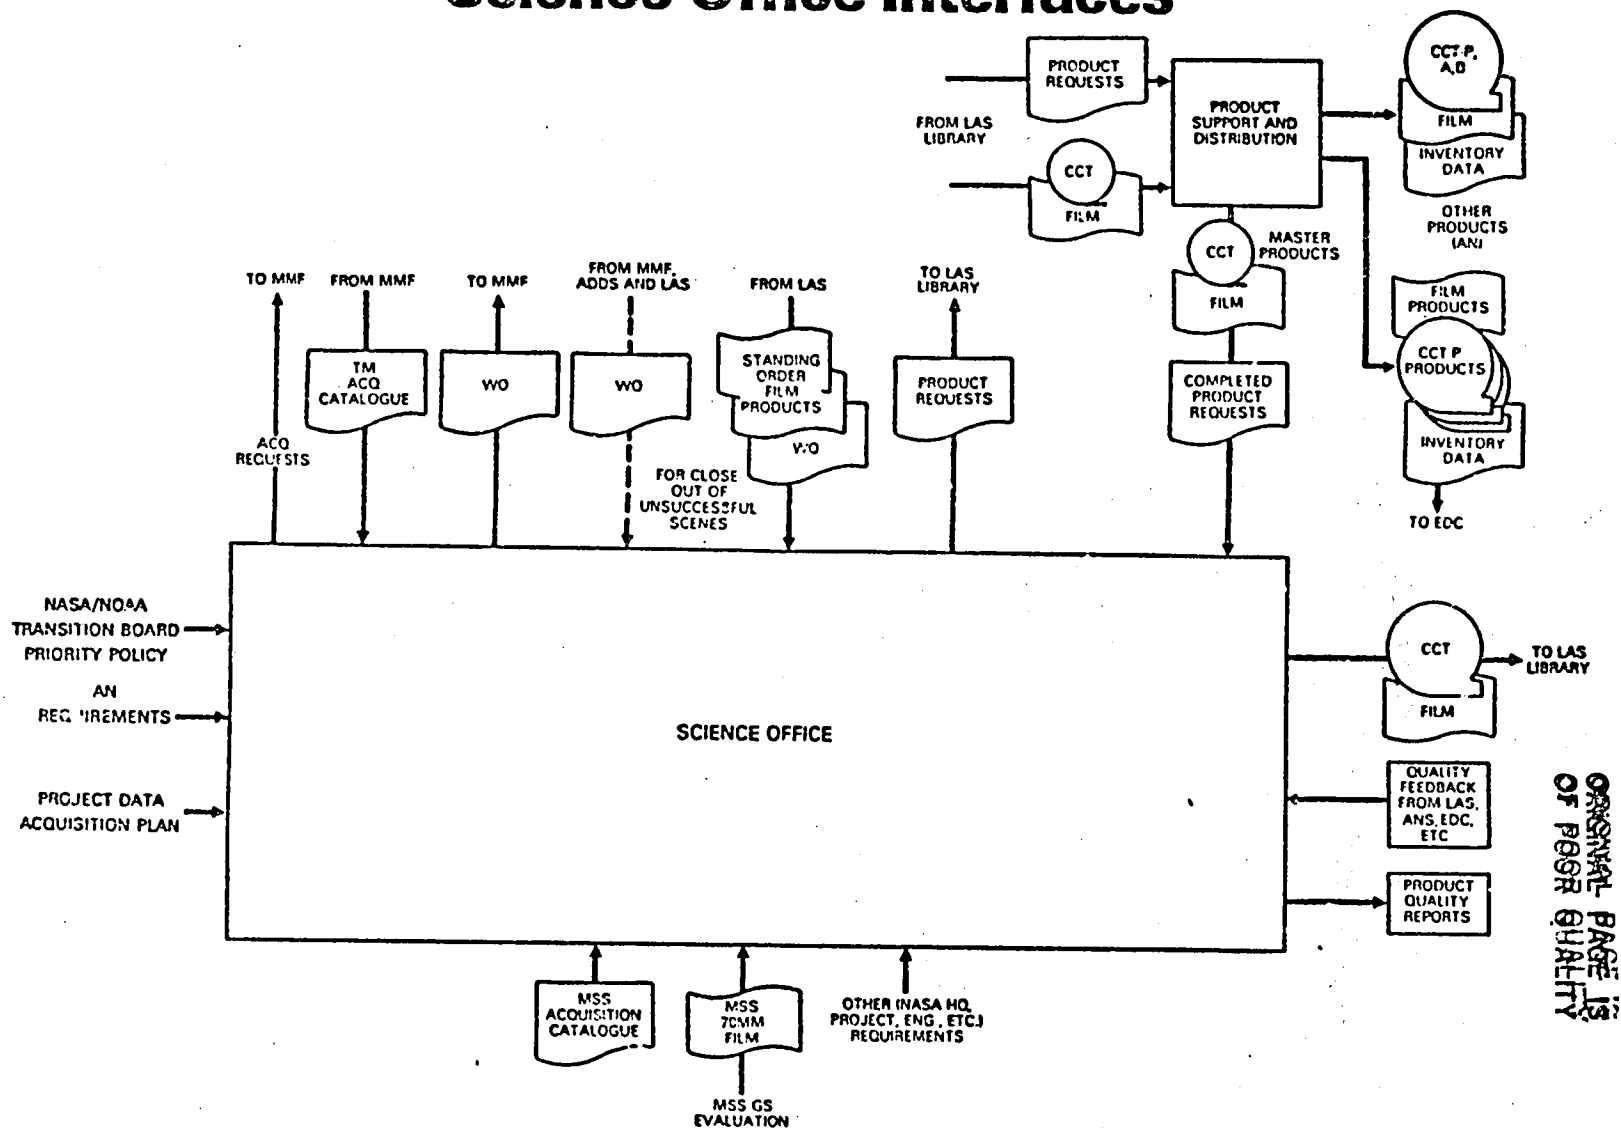 Science Office Interfaces
PRODUCT
REQUESTS
FROM LAS
LIBRARY
CCT
FILM
PRODUCT
SUPPORT AND
DISTRIBUTION
CCT-P,
A,B
FILM
INVENTORY
DATA
OTHER
PRODUCTS
(AN)
CCT
MASTER
PRODUCTS
FILM
FILM
PRODUCTS
CCT P
PRODUCTS
INVENTORY
DATA
TO EDC
TO MMF
ACQ
REQUESTS
FROM MMF
TM
ACQ
CATALOGUE
TO MMF
WO
FROM MMF,
ADDS AND LAS
WO
FOR CLOSE
OUT OF
UNSUCCESSFUL
SCENES
FROM LAS
STANDING
ORDER
FILM
PRODUCTS
WO
TO LAS
LIBRARY
PRODUCT
REQUESTS
COMPLETED
PRODUCT
REQUESTS
NASA/NOAA
TRANSITION BOARD
PRIORITY POLICY
AN
REQUIREMENTS
PROJECT DATA
ACQUISITION PLAN
SCIENCE OFFICE
CCT
FILM
TO LAS
LIBRARY
QUALITY
FEEDBACK
FROM LAS,
ANS, EDC,
ETC
PRODUCT
QUALITY
REPORTS
MSS
ACQUISITION
CATALOGUE
MSS
70MM
FILM
MSS GS
EVALUATION
OTHER (NASA HQ,
PROJECT, ENG., ETC.)
REQUIREMENTS
ORIGINAL PAGE IS
OF POOR QUALITY